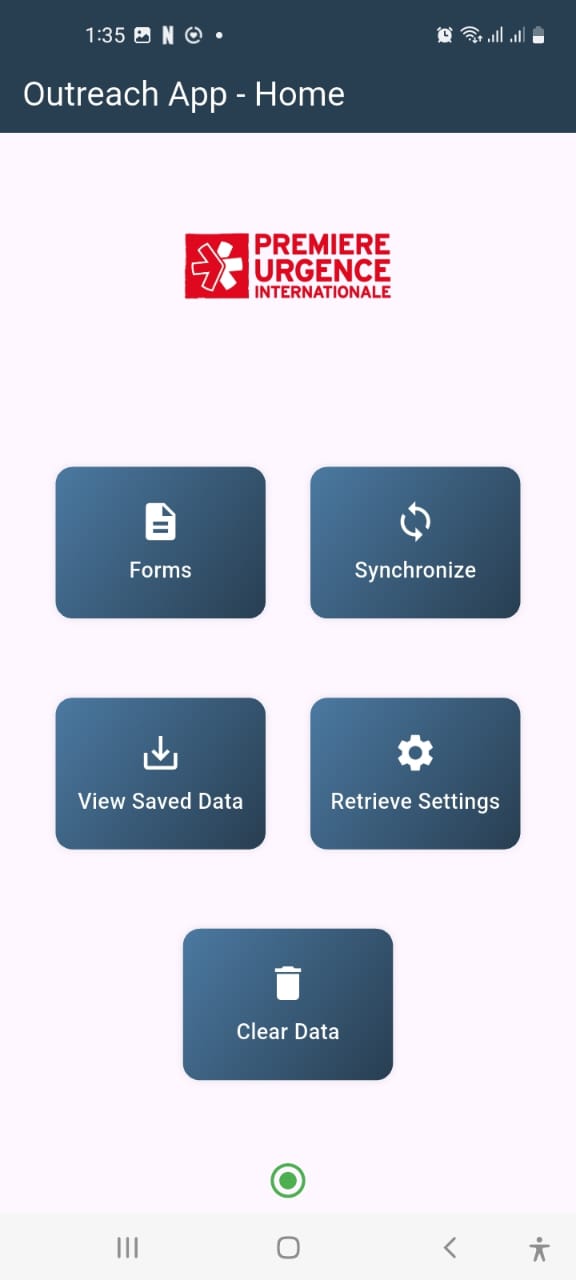 1:35
Outreach App - Home
PREMIERE
URGENCE
INTERNATIONALE
Forms
Synchronize
View Saved Data
Retrieve Settings
Clear Data